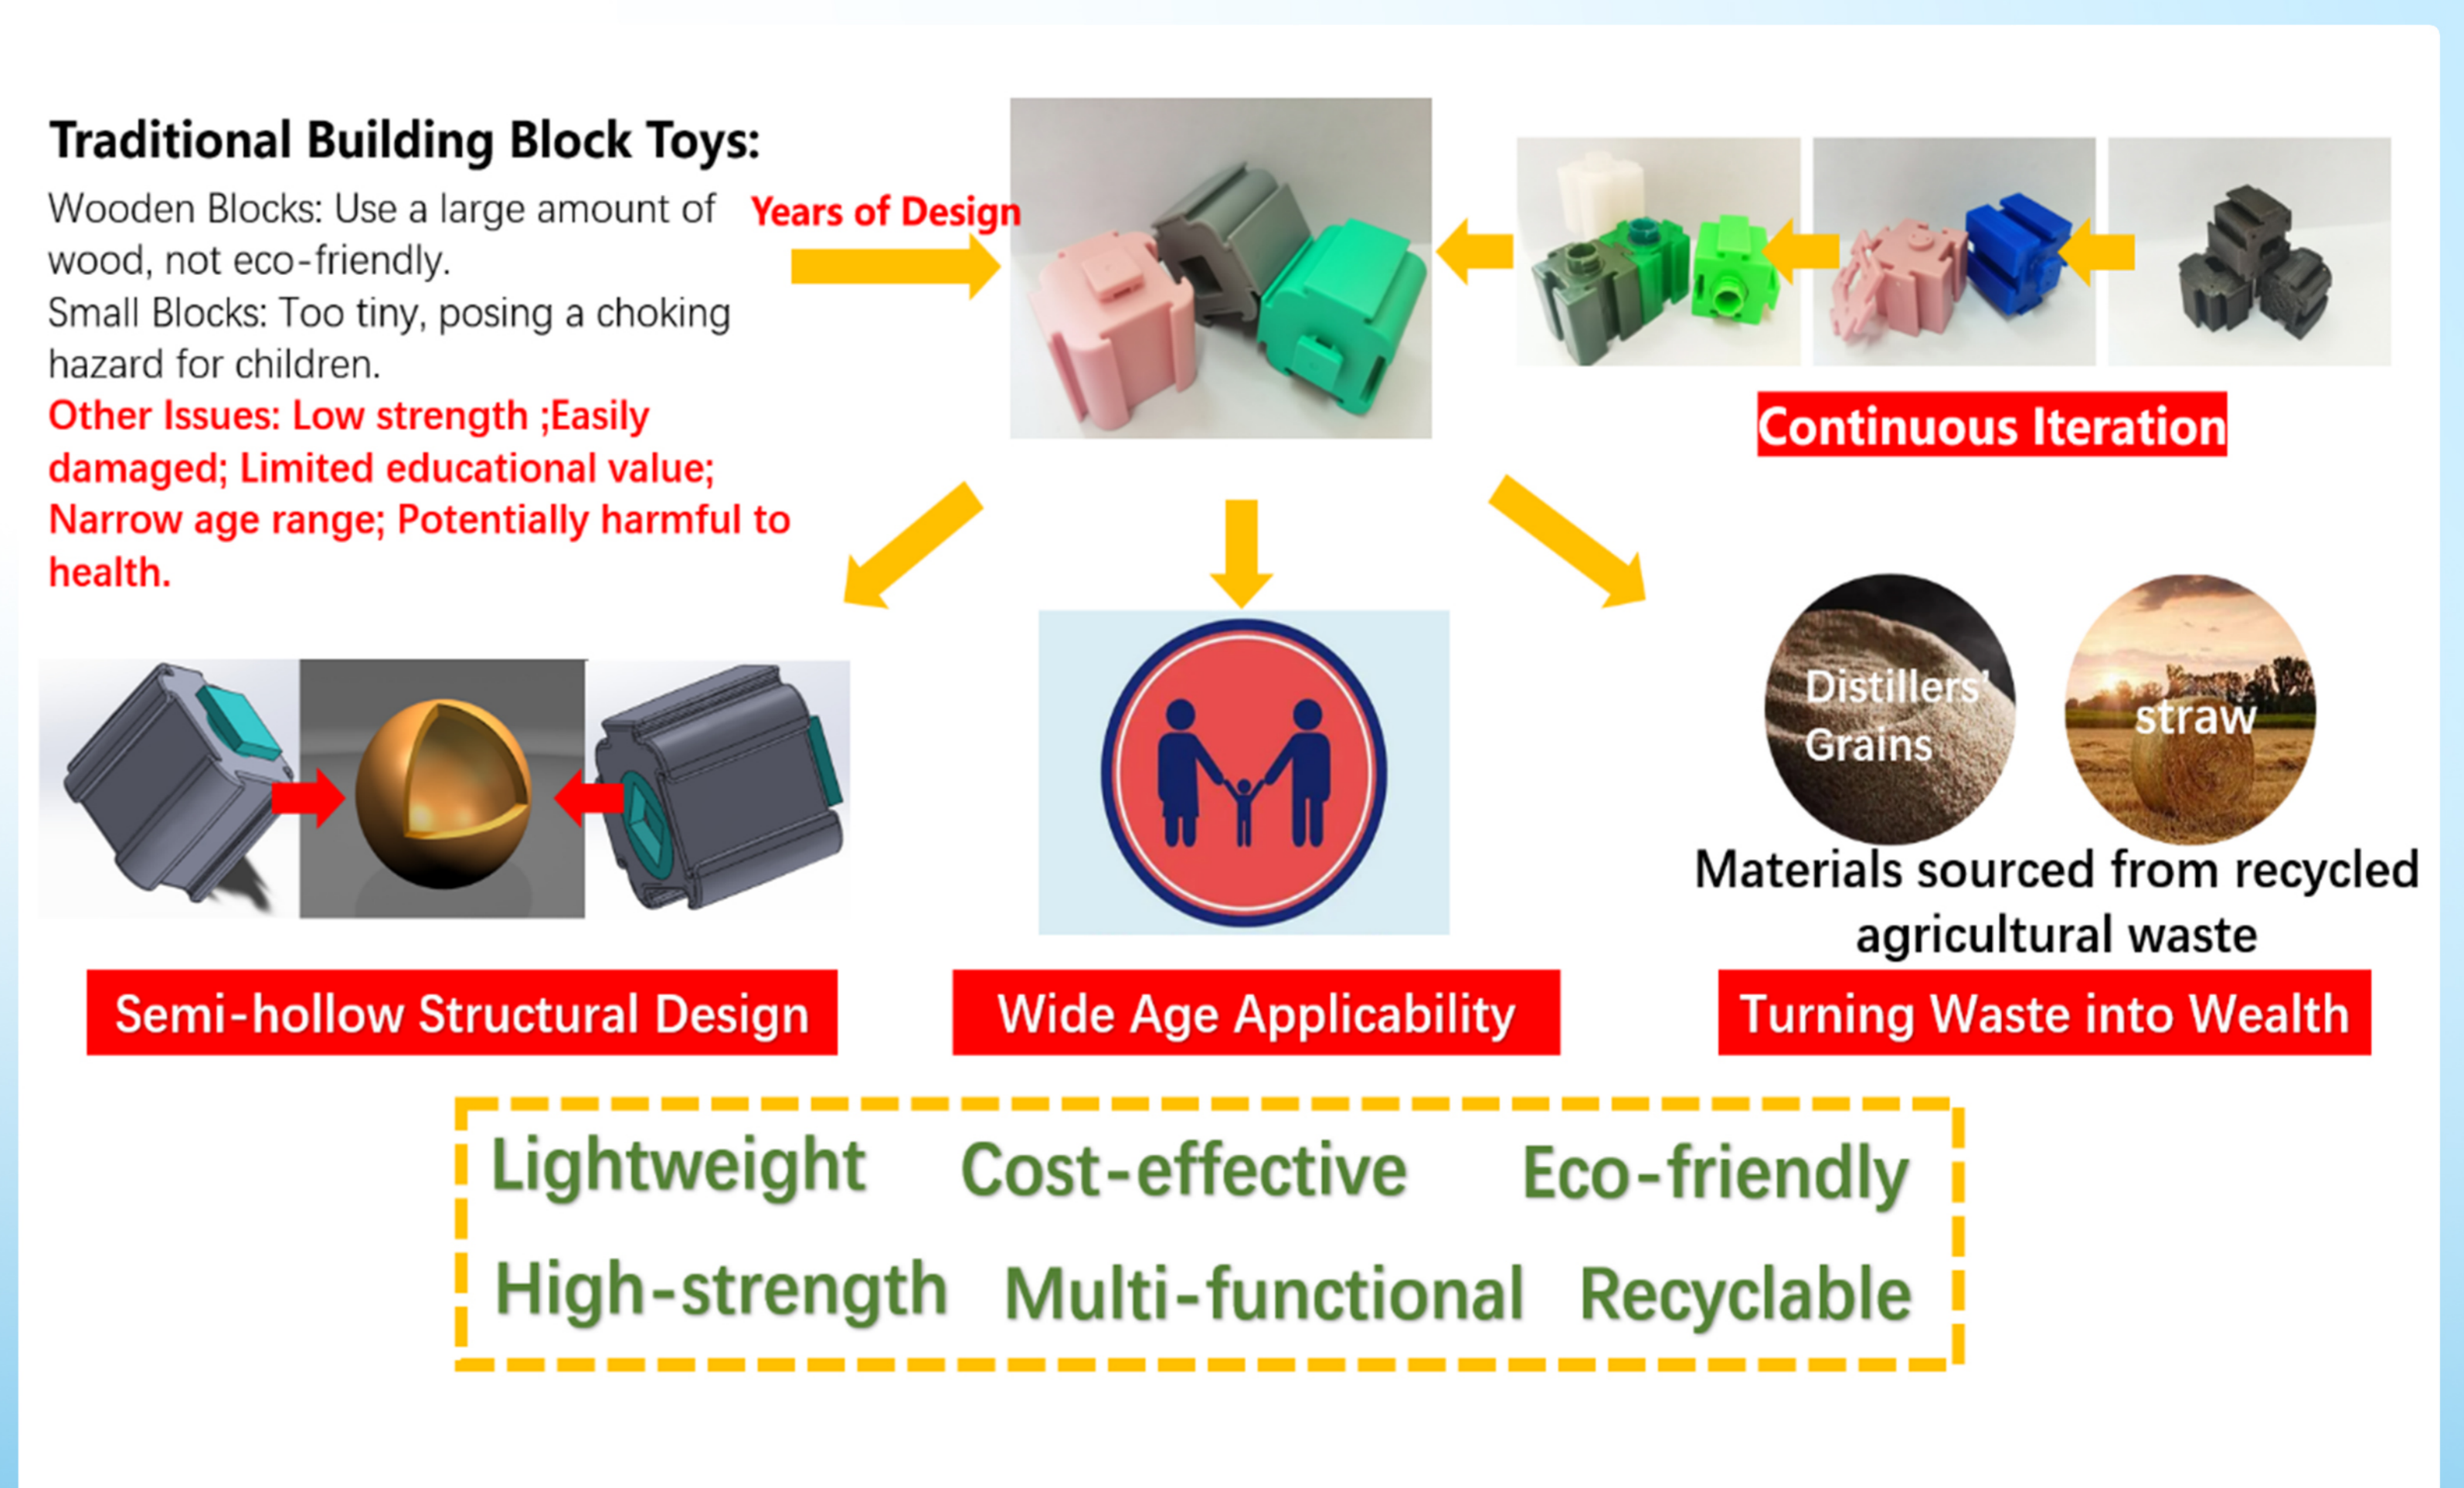 Traditional Building Block Toys:
Wooden Blocks: Use a large amount of
wood, not eco-friendly.
Small Blocks: Too tiny, posing a choking
hazard for children.
Other Issues: Low strength ;Easily
damaged; Limited educational value;
Narrow age range; Potentially harmful to
health.
Years of Design
Continuous Iteration
Distillers'
Grains
straw
Materials sourced from recycled
agricultural waste
Semi-hollow Structural Design
Wide Age Applicability
Turning Waste into Wealth
Lightweight Cost-effective Eco-friendly
High-strength Multi-functional Recyclable